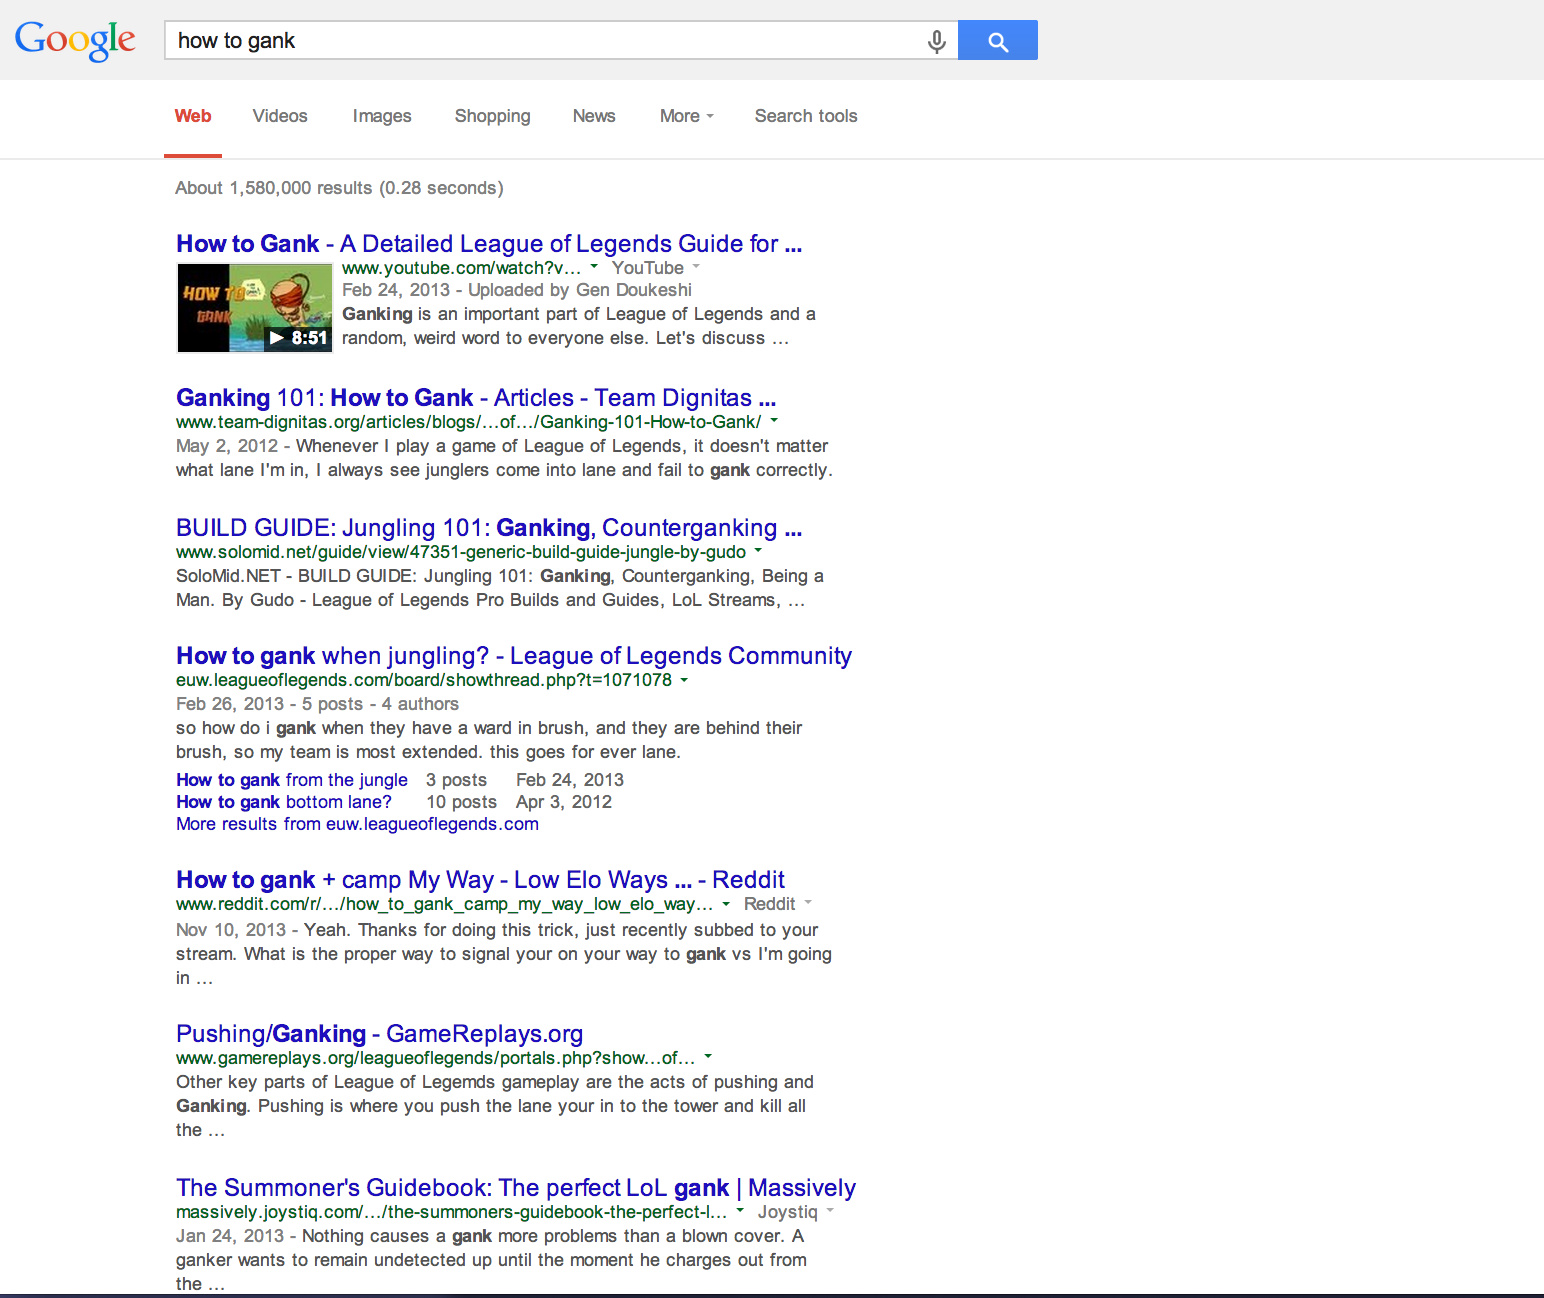 Google
how to gank
Web Videos Images Shopping News More Search tools
About 1,580,000 results (0.28 seconds)
How to Gank - A Detailed League of Legends Guide for ...
www.youtube.com/watch?v... YouTube
Feb 24, 2013 - Uploaded by Gen Doukeshi
Ganking is an important part of League of Legends and a
random, weird word to everyone else. Let's discuss ...
HOW TO
GANK
8:51
Ganking 101: How to Gank - Articles - Team Dignitas ...
www.team-dignitas.org/articles/blogs/...of.../Ganking-101-How-to-Gank/
May 2, 2012 - Whenever I play a game of League of Legends, it doesn't matter
what lane I'm in, I always see junglers come into lane and fail to gank correctly.
BUILD GUIDE: Jungling 101: Ganking, Counterganking ...
www.solomid.net/guide/view/47351-generic-build-guide-jungle-by-gudo
SoloMid.NET - BUILD GUIDE: Jungling 101: Ganking, Counterganking, Being a
Man. By Gudo - League of Legends Pro Builds and Guides, LoL Streams, ...
How to gank when jungling? - League of Legends Community
euw.leagueoflegends.com/board/showthread.php?t=1071078
Feb 26, 2013 - 5 posts - 4 authors
so how do i gank when they have a ward in brush, and they are behind their
brush, so my team is most extended. this goes for ever lane.
How to gank from the jungle 3 posts Feb 24, 2013
How to gank bottom lane? 10 posts Apr 3, 2012
More results from euw.leagueoflegends.com
How to gank + camp My Way - Low Elo Ways ... - Reddit
www.reddit.com/r/.../how_to_gank_camp_my_way_low_elo_way... Reddit
Nov 10, 2013 - Yeah. Thanks for doing this trick, just recently subbed to your
stream. What is the proper way to signal your on your way to gank vs I'm going
in ...
Pushing/Ganking - GameReplays.org
www.gamereplays.org/leagueoflegends/portals.php?show...of...
Other key parts of League of Legemds gameplay are the acts of pushing and
Ganking. Pushing is where you push the lane your in to the tower and kill all
the ...
The Summoner's Guidebook: The perfect LoL gank | Massively
massively.joystiq.com/.../the-summoners-guidebook-the-perfect-l... Joystiq
Jan 24, 2013 - Nothing causes a gank more problems than a blown cover. A
ganker wants to remain undetected up until the moment he charges out from
the ...